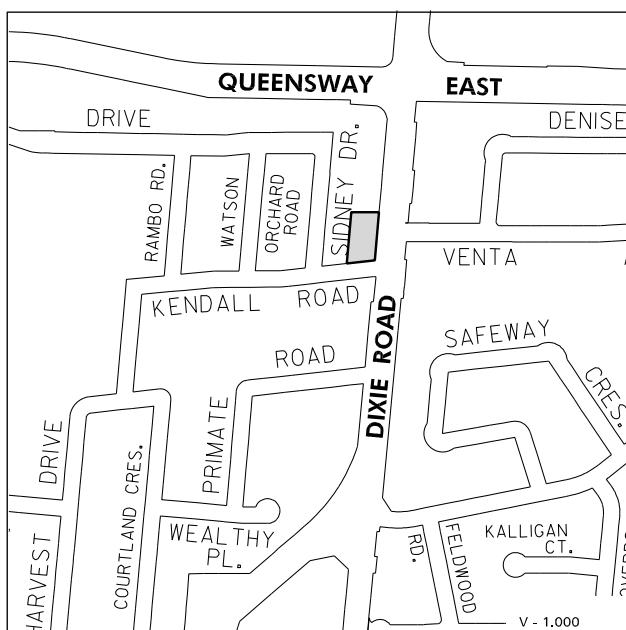 QUEENSWAY EAST
DRIVE
DENISE
SIDNEY DR.
RAMBO RD.
WATSON
ORCHARD
ROAD
VENTA
KENDALL ROAD
DIXIE ROAD
ROAD
PRIMATE
SAFEWAY
CRES.
DRIVE
COURTLAND CRES.
HARVEST
WEALTHY
PL.
RD.
FELDWOOD
KALLIGAN
CT.
V - 1,000